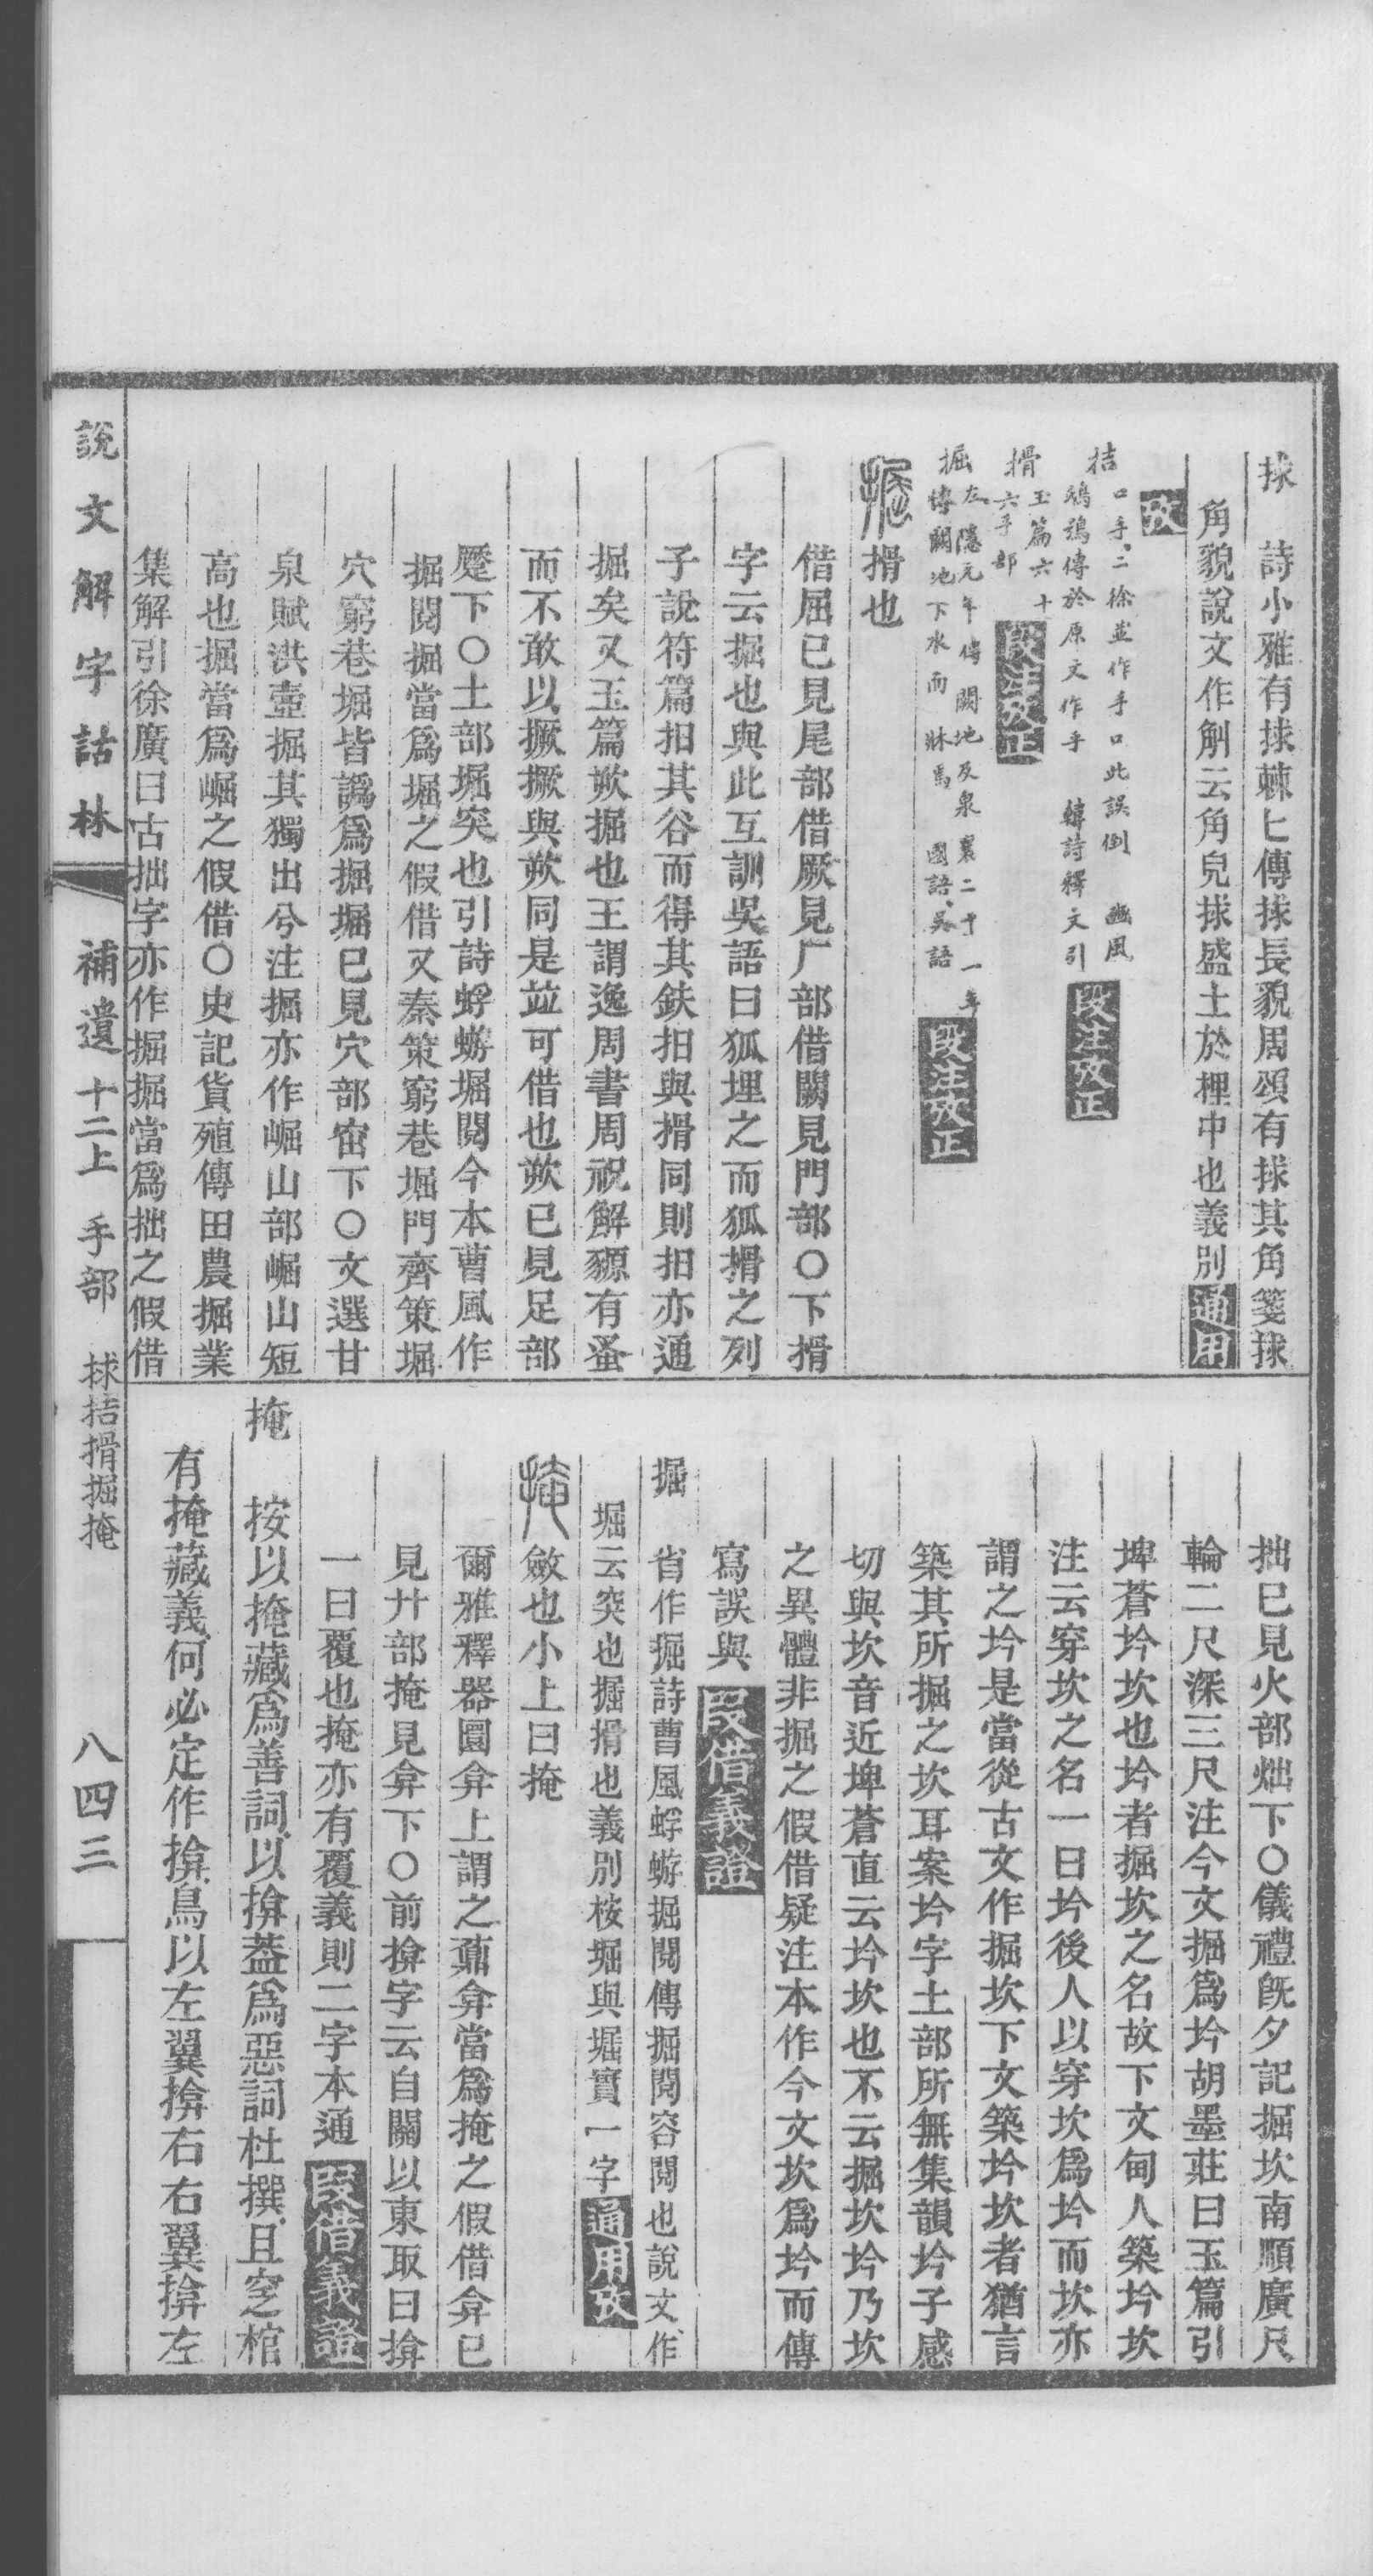 捄　詩小雅有捄棘匕傳捄長貌周頌有捄其角箋捄
角貌說文作觓云角皃捄盛土於梩中也義別通用
攷
拮　口手、二徐並作手口此誤倒　豳風
鴟鴞傳於原文作手　韓詩釋文引　段注攷正
搰　玉篇六十
六手部　段注攷正
掘　左隱元年傳闕地及泉　襄二十一年
傳闕地下水而牀焉　國語、吳語　段注攷正
掘　搰也
借屈已見尾部借厥見厂部借闕見門部〇下搰
字云掘也與此互訓吳語曰狐埋之而狐搰之列
子說符篇抇其谷而得其鈇抇與搰同則抇亦通
掘矣又玉篇欮掘也王謂逸周書周祝解豲有蚤
而不敢以撅撅與欮同是竝可借也欮已見足部
蹷下〇土部堀突也引詩蜉蝣堀閱今本曹風作
掘閱掘當爲堀之假借又秦策窮巷堀門齊策堀
穴窮巷堀皆譌爲掘堀已見穴部窋下〇文選甘
泉賦洪臺掘其獨出兮注掘亦作崛山部崛山短
高也掘當爲崛之假借〇史記貨殖傳田農掘業
集解引徐廣曰古拙字亦作掘掘當爲拙之假借
拙已見火部炪下〇儀禮旣夕記掘坎南順廣尺
輪二尺深三尺注今文掘爲坅胡墨莊曰玉篇引
埤蒼坅坎也坅者掘坎之名故下文甸人築坅坎
注云穿坎之名一曰坅後人以穿坎爲坅而坎亦
謂之坅是當從古文作掘坎下文築坅坎者猶言
築其所掘之坎耳案坅字土部所無集韻坅子感
切與坎音近埤蒼直云坅坎也不云掘坎坅乃坎
之異體非掘之假借疑注本作今文坎爲坅而傳
寫誤與　段借義證
掘　省作掘詩曹風蜉蝣掘閱傳掘閱容閱也說文、作
堀云突也掘搰也義別桉堀與堀實一字通用攷
掩　斂也小上曰掩
爾雅釋器圜弇上謂之鼒弇當爲掩之假借弇已
見廾部掩見弇下〇前揜字云自關以東取曰揜
一曰覆也掩亦有覆義則二字本通　段借義證
掩　按以掩藏爲善詞、以揜蓋爲惡詞杜撰、且空棺
有掩藏義、何必定作揜、鳥以左翼揜右右翼揜左
說文解字詁林　補遺　十二上　手部　捄拮搰掘掩　八四三